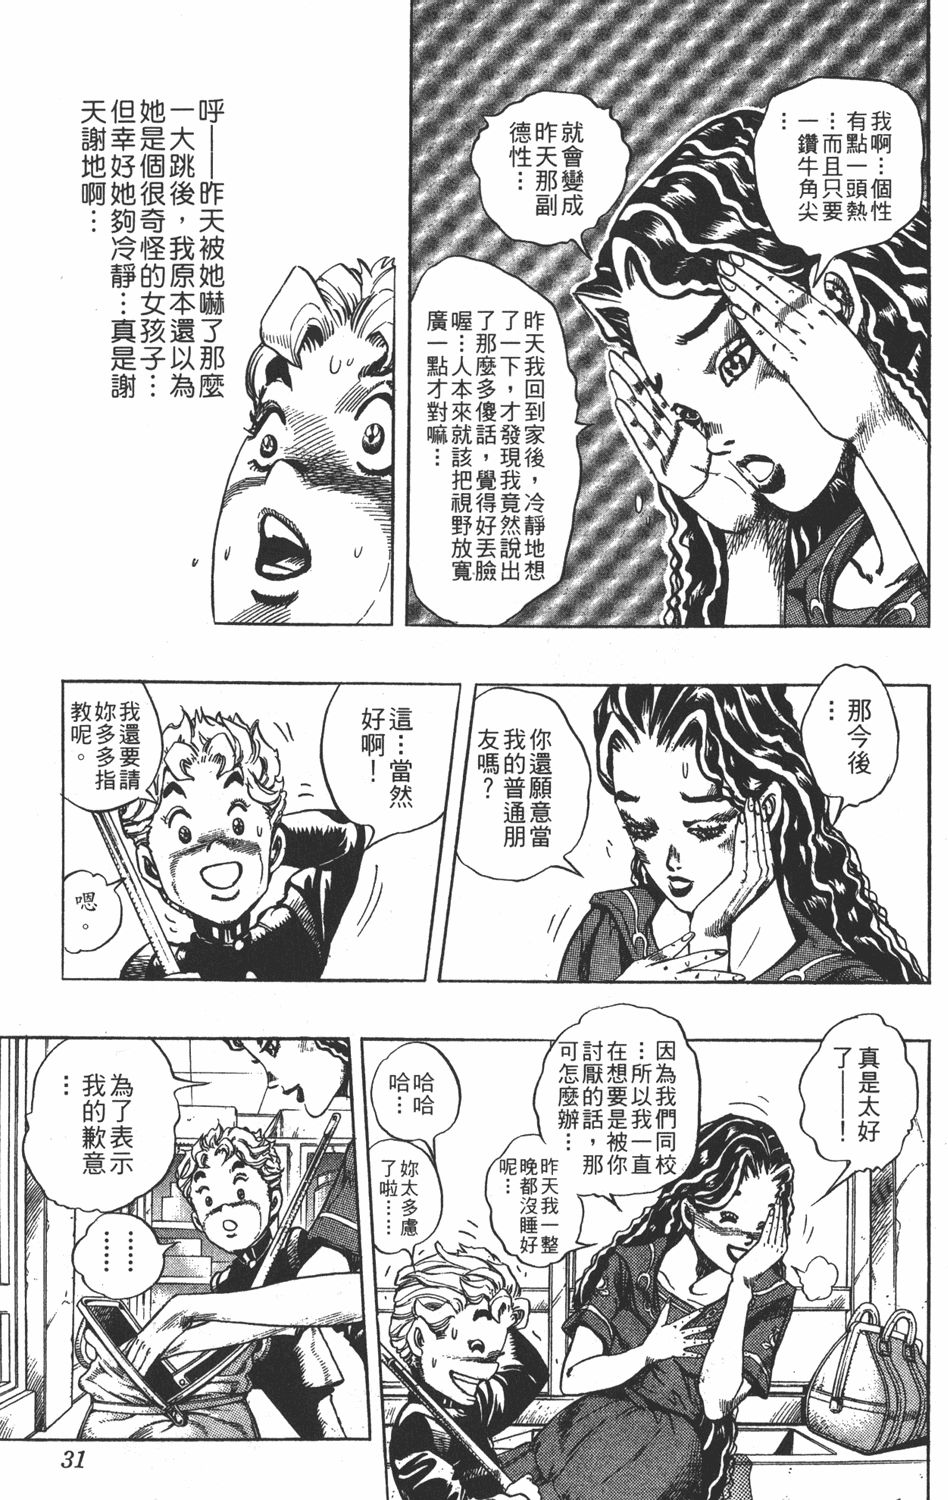 我啊…個性
有點一頭熱
…而且只要
一鑽牛角尖
…
就會變成
昨天那副
德性…
昨天我回到家後，冷靜地想
了一下，才發現我竟然說出
了那麼多傻話，覺得好丟臉
喔…人本來就該把視野放寬
廣一點才對嘛…
呼——昨天被她嚇了那麼
一大跳後，我原本還以為
她是個很奇怪的女孩子…
但幸好她夠冷靜…真是謝
天謝地啊…
那今後
…
你還願意當
我的普通朋
友嗎？
這…當然
好啊！
我還要請
妳多多指
教呢。
嗯。
真是太好
了——！
因為我們同校
…所以我一直
在想要是被你
討厭的話，那
可怎麼辦…
昨天我一整
晚都沒睡好
呢…
哈哈
哈…
妳太多慮
了啦……
為了表示
我的歉意
…
………
………
31